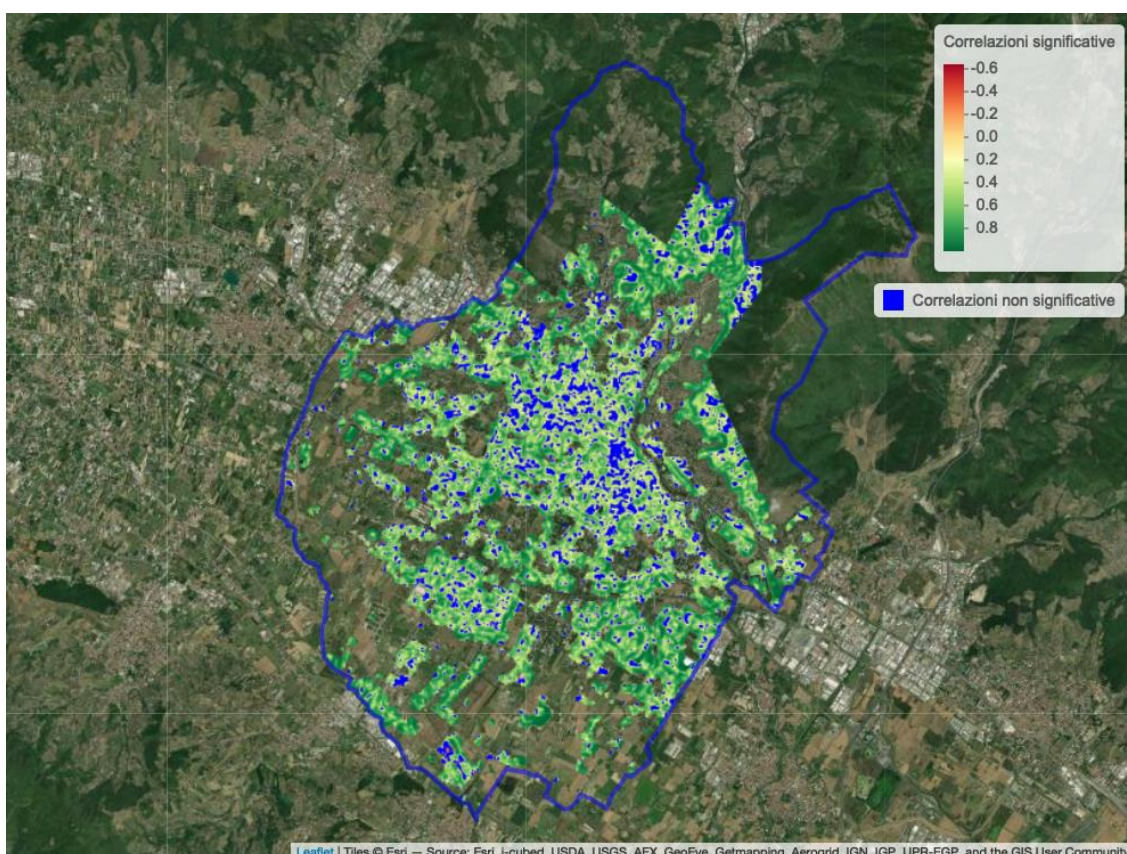 Correlazioni significative
-0.6
-0.4
-0.2
0.0
0.2
0.4
0.6
0.8
Correlazioni non significative
Leaflet | Tiles © Esri — Source: Esri, i-cubed, USDA, USGS, AEX, GeoEye, Getmapping, Aerogrid, IGN, IGP, UPR-EGP, and the GIS User Community